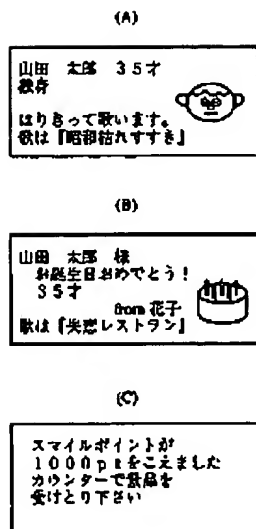 (A)
山田 太郎 35才
独身
はりきって歌います。
歌は『昭和枯れすすき』
(B)
山田 太郎 様
お誕生日おめでとう!
35才
from 花子
歌は『失恋レストラン』
(C)
スマイルポイントが
1000ptをこえました
カウンターで景品を
受けとり下さい